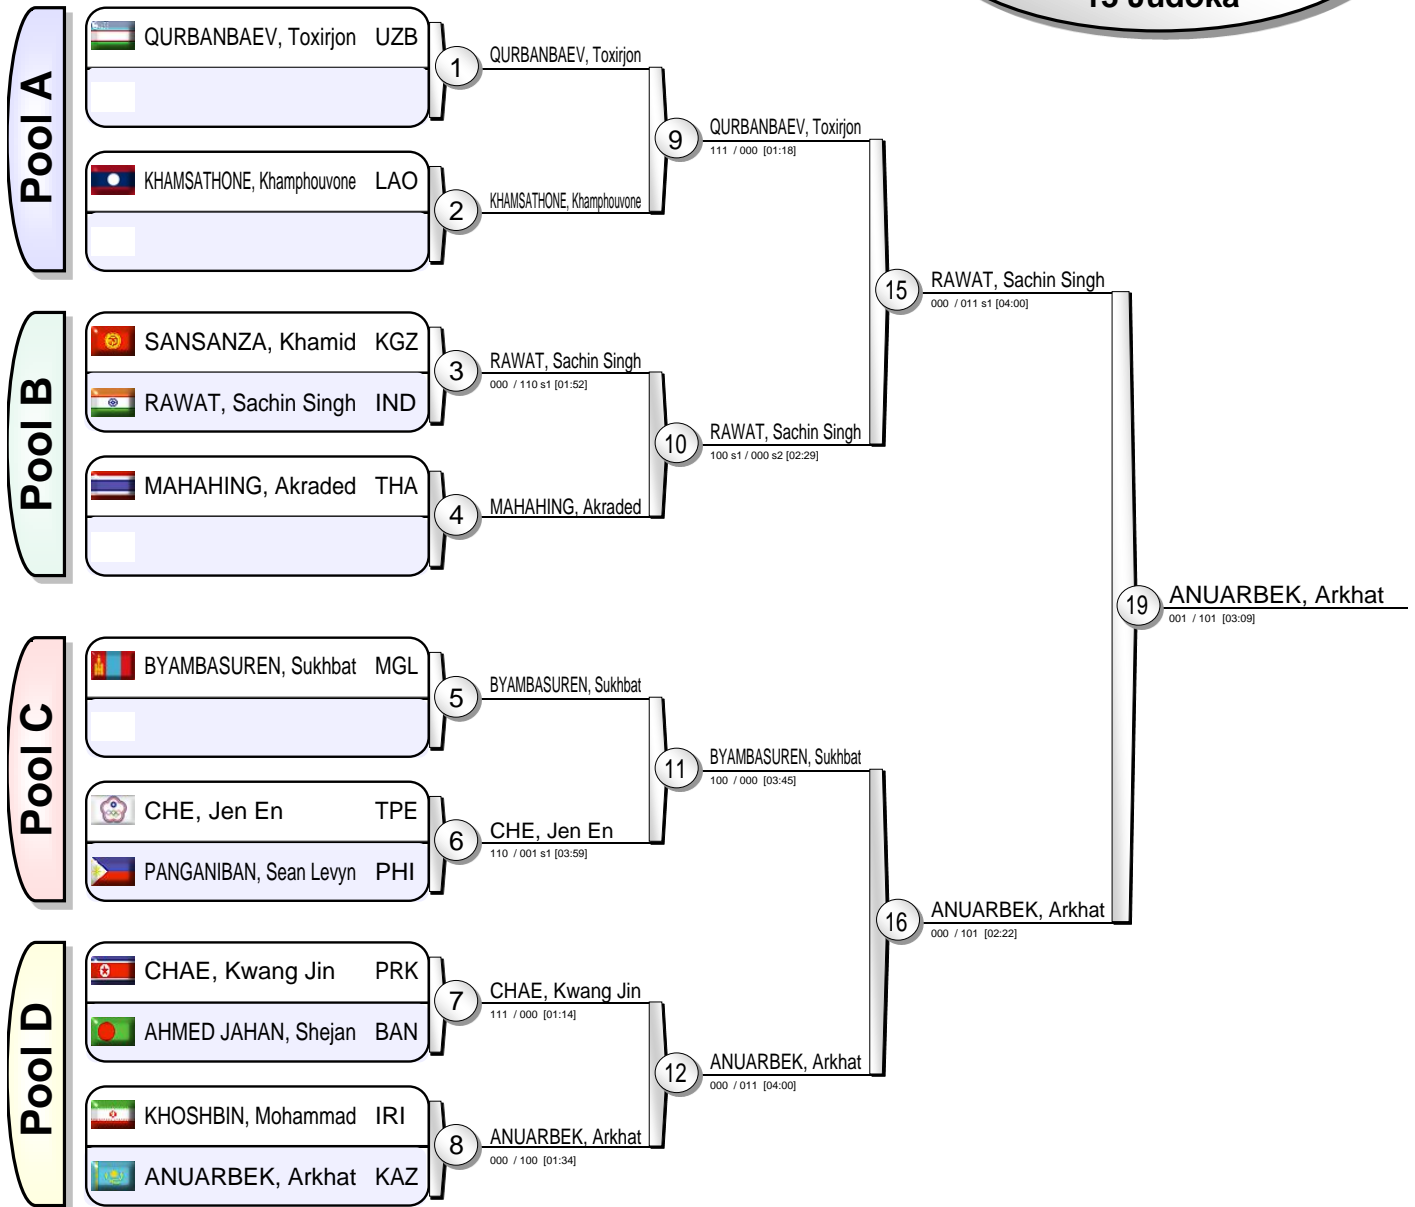 13 Judoka
Pool A
QURBANBAEV, Toxirjon UZB
1
QURBANBAEV, Toxirjon
9
QURBANBAEV, Toxirjon
111 / 000 [01:18]
KHAMSATHONE, Khamphouvone LAO
2
KHAMSATHONE, Khamphouvone
15
RAWAT, Sachin Singh
000 / 011 s1 [04:00]
Pool B
SANSANZA, Khamid KGZ
RAWAT, Sachin Singh IND
3
RAWAT, Sachin Singh
000 / 110 s1 [01:52]
10
RAWAT, Sachin Singh
100 s1 / 000 s2 [02:29]
MAHAHING, Akraded THA
4
MAHAHING, Akraded
19
ANUARBEK, Arkhat
001 / 101 [03:09]
Pool C
BYAMBASUREN, Sukhbat MGL
5
BYAMBASUREN, Sukhbat
11
BYAMBASUREN, Sukhbat
100 / 000 [03:45]
CHE, Jen En TPE
PANGANIBAN, Sean Levyn PHI
6
CHE, Jen En
110 / 001 s1 [03:59]
16
ANUARBEK, Arkhat
000 / 101 [02:22]
Pool D
CHAE, Kwang Jin PRK
AHMED JAHAN, Shejan BAN
7
CHAE, Kwang Jin
111 / 000 [01:14]
12
ANUARBEK, Arkhat
000 / 011 [04:00]
KHOSHBIN, Mohammad IRI
ANUARBEK, Arkhat KAZ
8
ANUARBEK, Arkhat
000 / 100 [01:34]